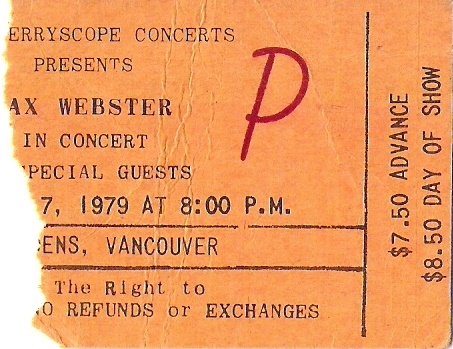 ERRYSCOPE CONCERTS
PRESENTS
AX WEBSTER
IN CONCERT
PECIAL GUESTS
7, 1979 AT 8:00 P.M.
ENS, VANCOUVER
The Right to
NO REFUNDS or EXCHANGES
P
$7.50 ADVANCE
$8.50 DAY OF SHOW